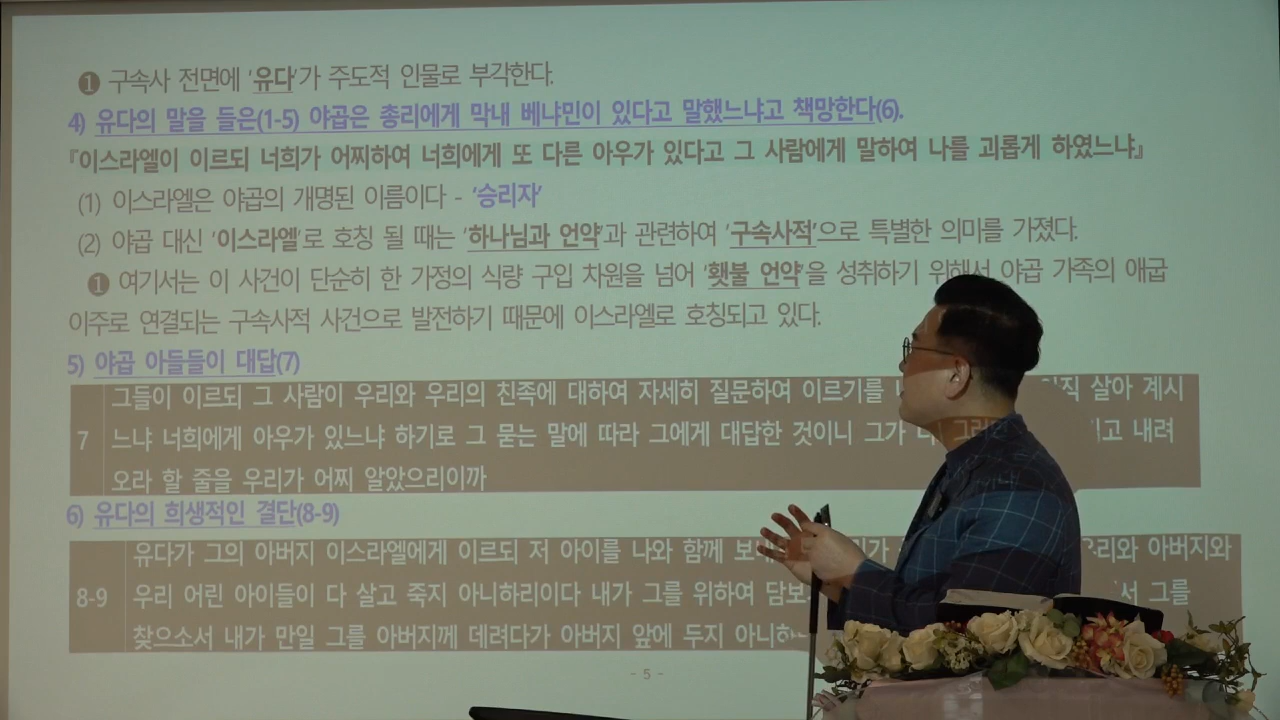 ❶ 구속사 전면에 '유다'가 주도적 인물로 부각한다.
4) 유다의 말을 들은(1-5) 야곱은 총리에게 막내 베냐민이 있다고 말했느냐고 책망한다(6).
『이스라엘이 이르되 너희가 어찌하여 너희에게 또 다른 아우가 있다고 그 사람에게 말하여 나를 괴롭게 하였느냐』
(1) 이스라엘은 야곱의 개명된 이름이다 - '승리자'
(2) 야곱 대신 '이스라엘'로 호칭 될 때는 '하나님과 언약'과 관련하여 '구속사적'으로 특별한 의미를 가졌다.
❶ 여기서는 이 사건이 단순히 한 가정의 식량 구입 차원을 넘어 '횃불 언약'을 성취하기 위해서 야곱 가족의 애굽
이주로 연결되는 구속사적 사건으로 발전하기 때문에 이스라엘로 호칭되고 있다.
5) 야곱 아들들이 대답(7)
그들이 이르되 그 사람이 우리와 우리의 친족에 대하여 자세히 질문하여 이르기를 살아 계시
7 느냐 너희에게 아우가 있느냐 하기로 그 묻는 말에 따라 그에게 대답한 것이니 그가 내려
오라 할 줄을 우리가 어찌 알았으리이까
6) 유다의 희생적인 결단(8-9)
유다가 그의 아버지 이스라엘에게 이르되 저 아이를 나와 함께 아버지와
8-9 우리 어린 아이들이 다 살고 죽지 아니하리이다 내가 그를 위하여 그를
찾으소서 내가 만일 그를 아버지께 데려다가 아버지 앞에 두지
- 5 -